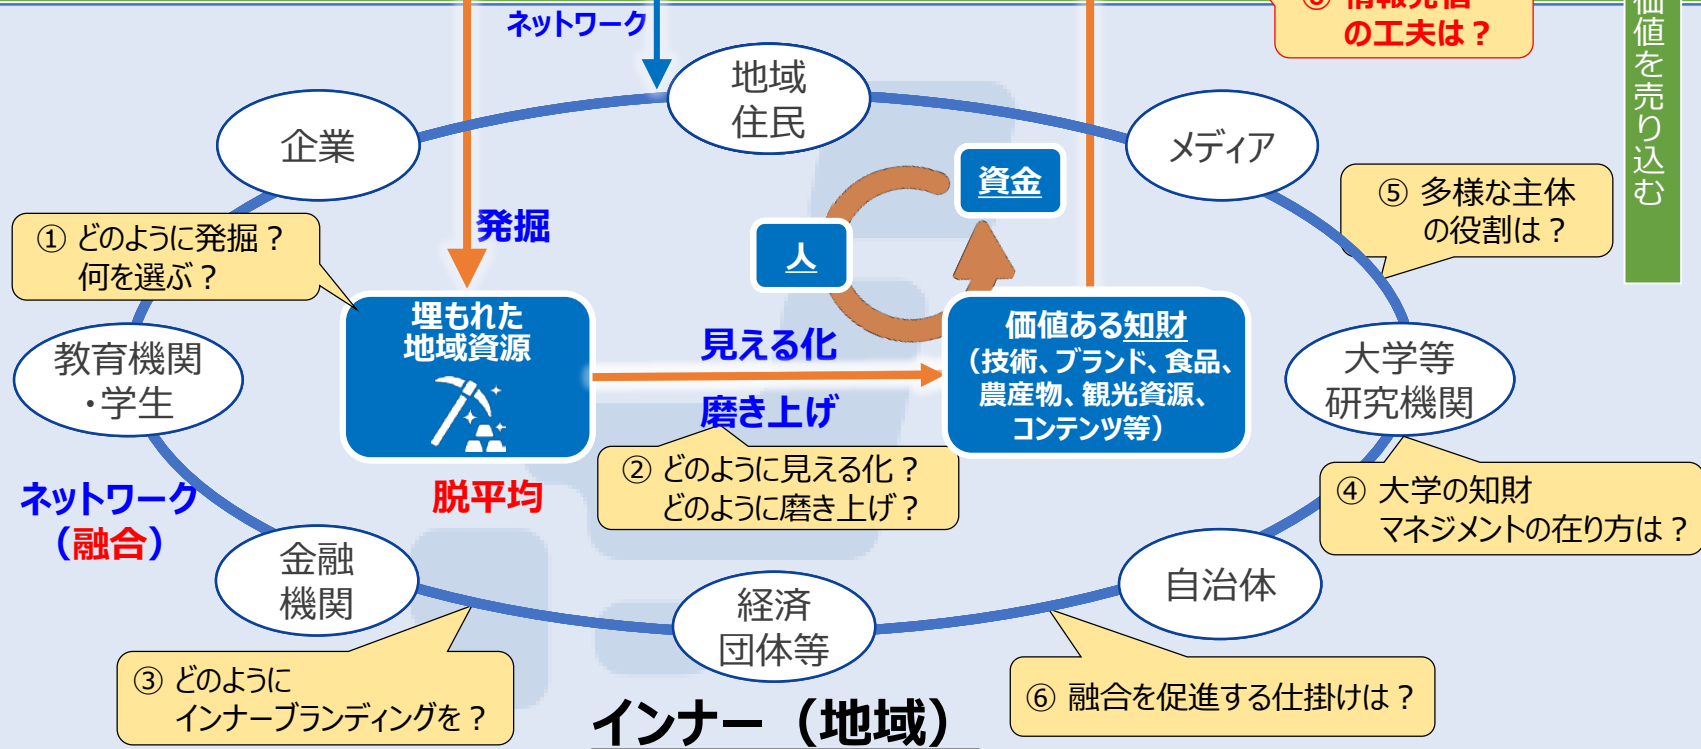 ネットワーク
の工夫は？
価値を売り込む
地域
住民
企業
メディア
資金
人
発掘
① どのように発掘？
何を選ぶ？
⑤ 多様な主体
の役割は？
埋もれた
地域資源
見える化
磨き上げ
価値ある知財
（技術、ブランド、食品、
農産物、観光資源、
コンテンツ等）
教育機関
・学生
大学等
研究機関
② どのように見える化？
どのように磨き上げ？
脱平均
ネットワーク
（融合）
④ 大学の知財
マネジメントの在り方は？
金融
機関
経済
団体等
自治体
③ どのように
インナーブランディングを？
⑥ 融合を促進する仕掛けは？
インナー（地域）